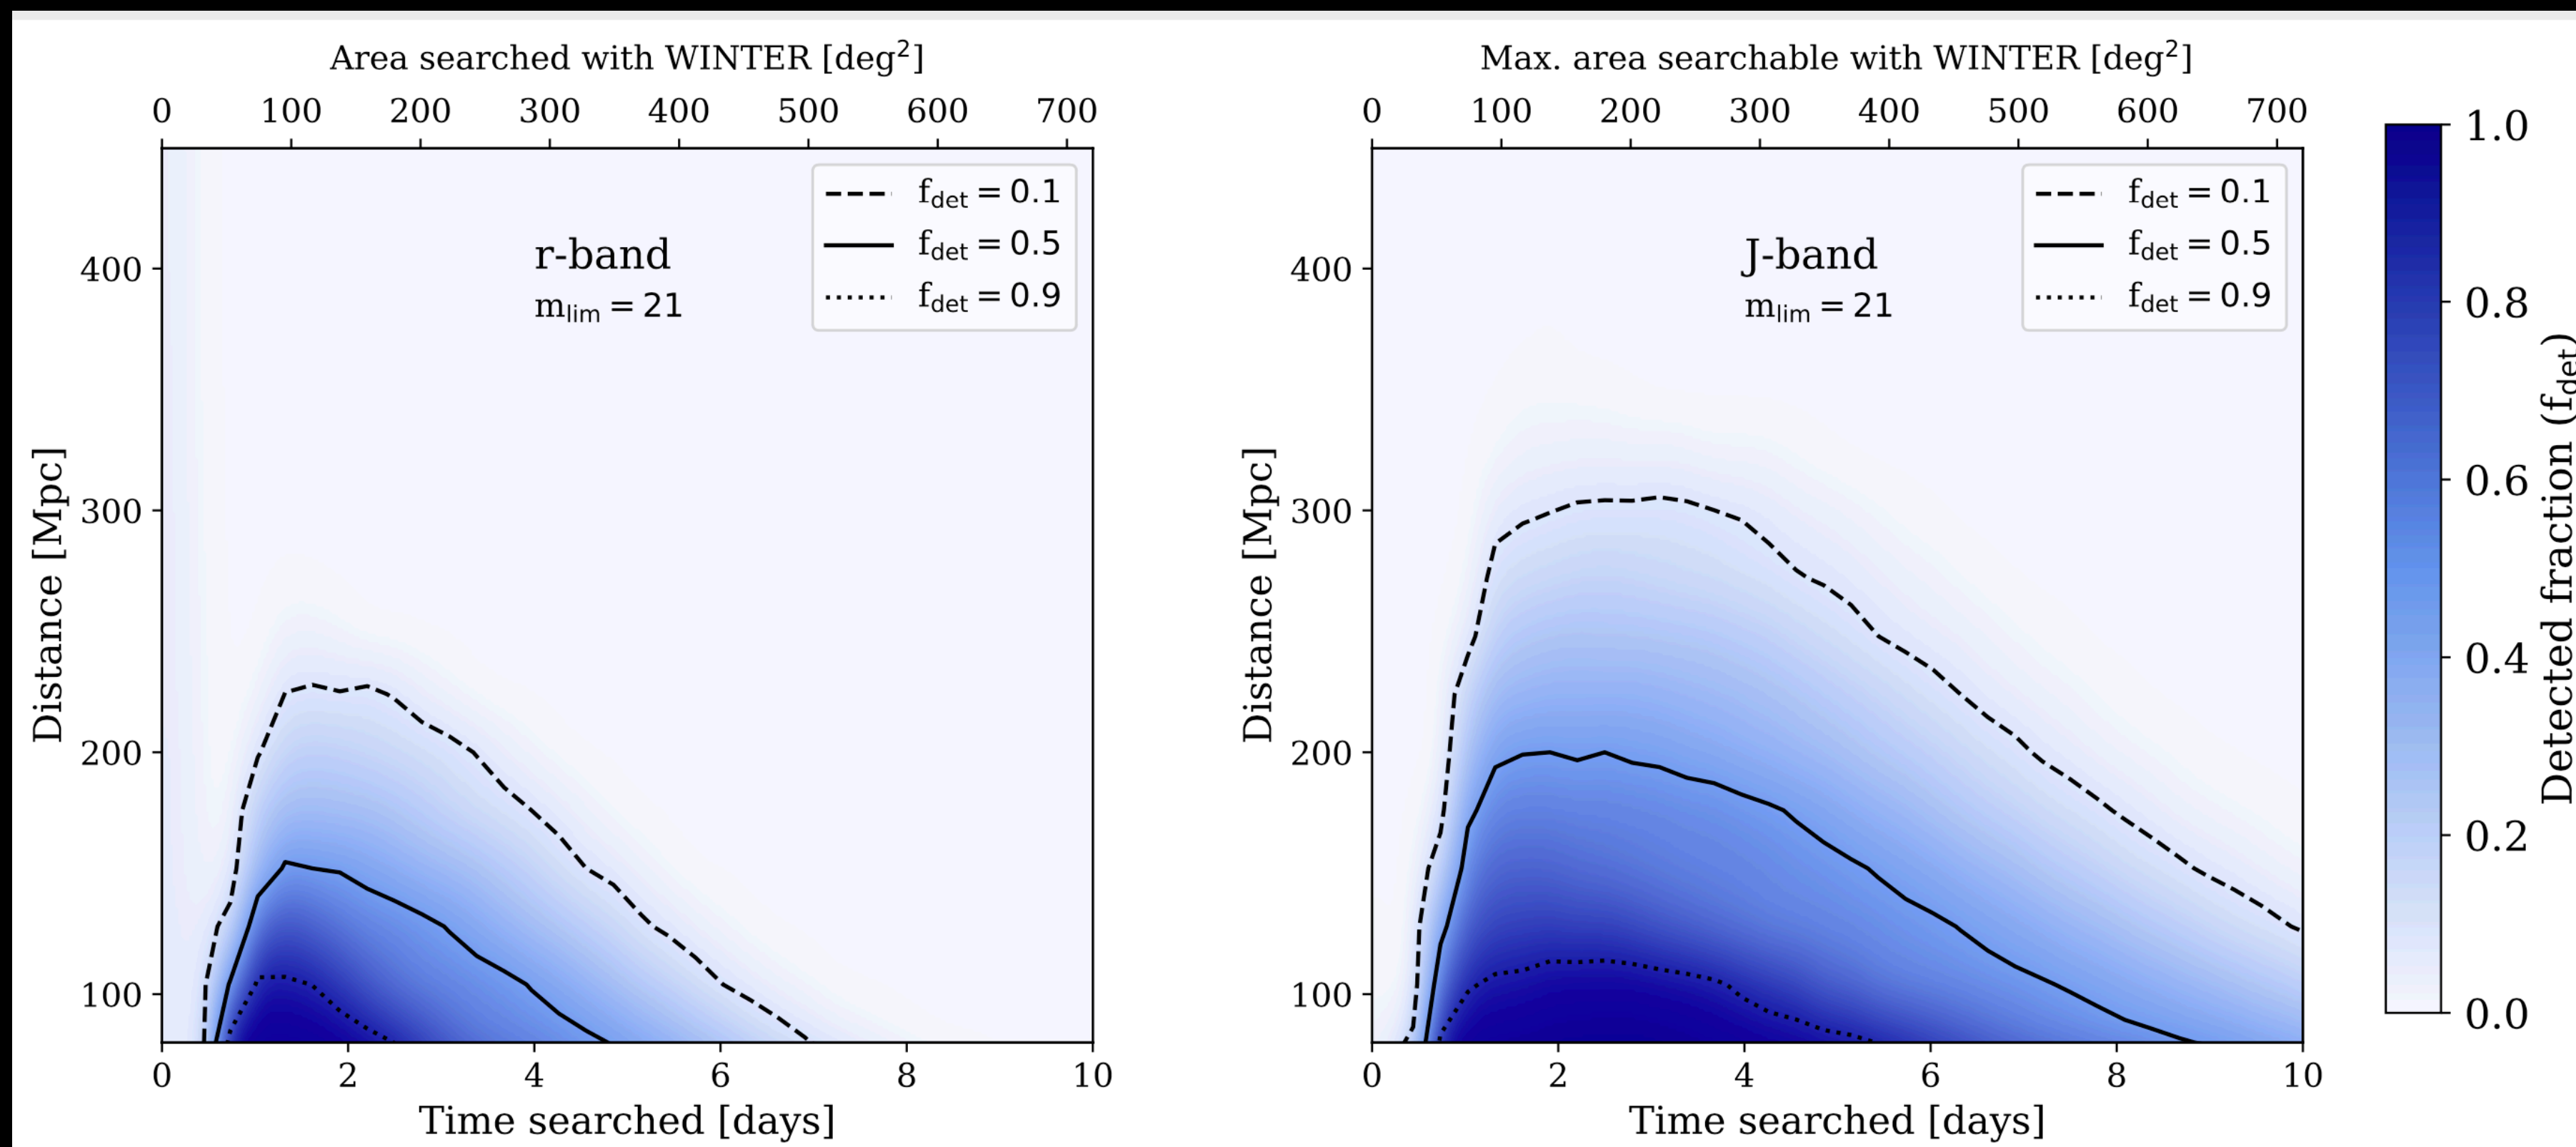 Area searched with WINTER [deg²]
0 100 200 300 400 500 600 700
f_det = 0.1
f_det = 0.5
f_det = 0.9
r-band
m_lim = 21
400
300
200
100
Distance [Mpc]
0 2 4 6 8 10
Time searched [days]
Max. area searchable with WINTER [deg²]
0 100 200 300 400 500 600 700
f_det = 0.1
f_det = 0.5
f_det = 0.9
J-band
m_lim = 21
400
300
200
100
Distance [Mpc]
0 2 4 6 8 10
Time searched [days]
1.0
0.8
0.6
0.4
0.2
0.0
Detected fraction (f_det)